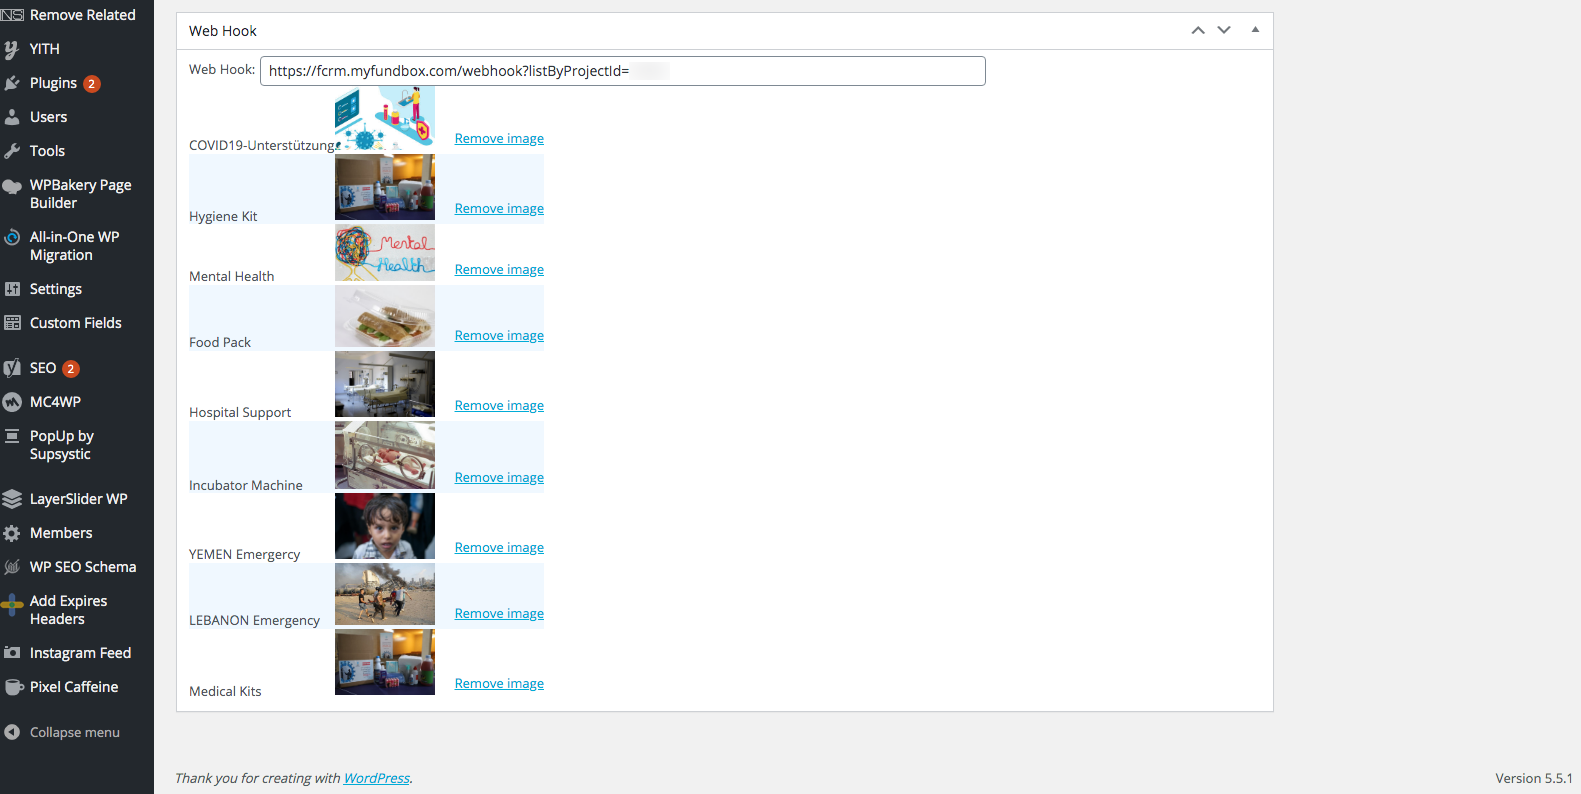 Remove Related
YITH
Plugins 2
Users
Tools
WPBakery Page
Builder
All-in-One WP
Migration
Settings
Custom Fields
SEO 2
MC4WP
PopUp by
Supsystic
LayerSlider WP
Members
WP SEO Schema
Add Expires
Headers
Instagram Feed
Pixel Caffeine
Collapse menu
Web Hook
Web Hook: https://fcrm.myfundbox.com/webhook?listByProjectId=
COVID19-Unterstützung Remove image
Hygiene Kit Remove image
Mental Health Remove image
Mental
Health
Food Pack Remove image
Hospital Support Remove image
Incubator Machine Remove image
YEMEN Emergercy Remove image
LEBANON Emergency Remove image
Medical Kits Remove image
Thank you for creating with WordPress.
Version 5.5.1